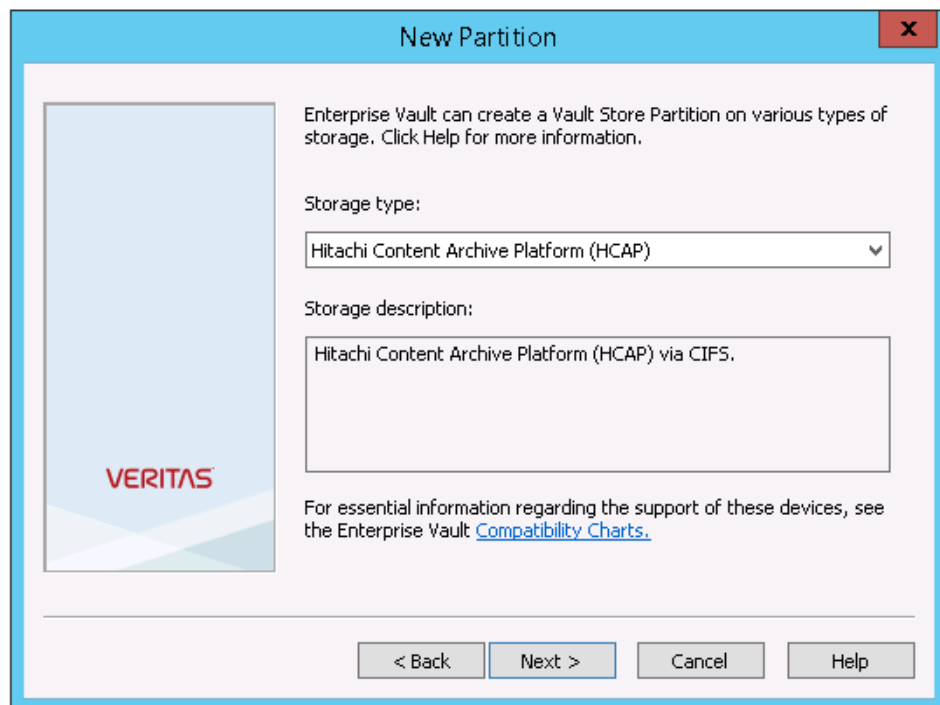 New Partition
x
Enterprise Vault can create a Vault Store Partition on various types of
storage. Click Help for more information.
Storage type:
Hitachi Content Archive Platform (HCAP)
Storage description:
Hitachi Content Archive Platform (HCAP) via CIFS.
VERITAS
For essential information regarding the support of these devices, see
the Enterprise Vault Compatibility Charts.
< Back
Next >
Cancel
Help